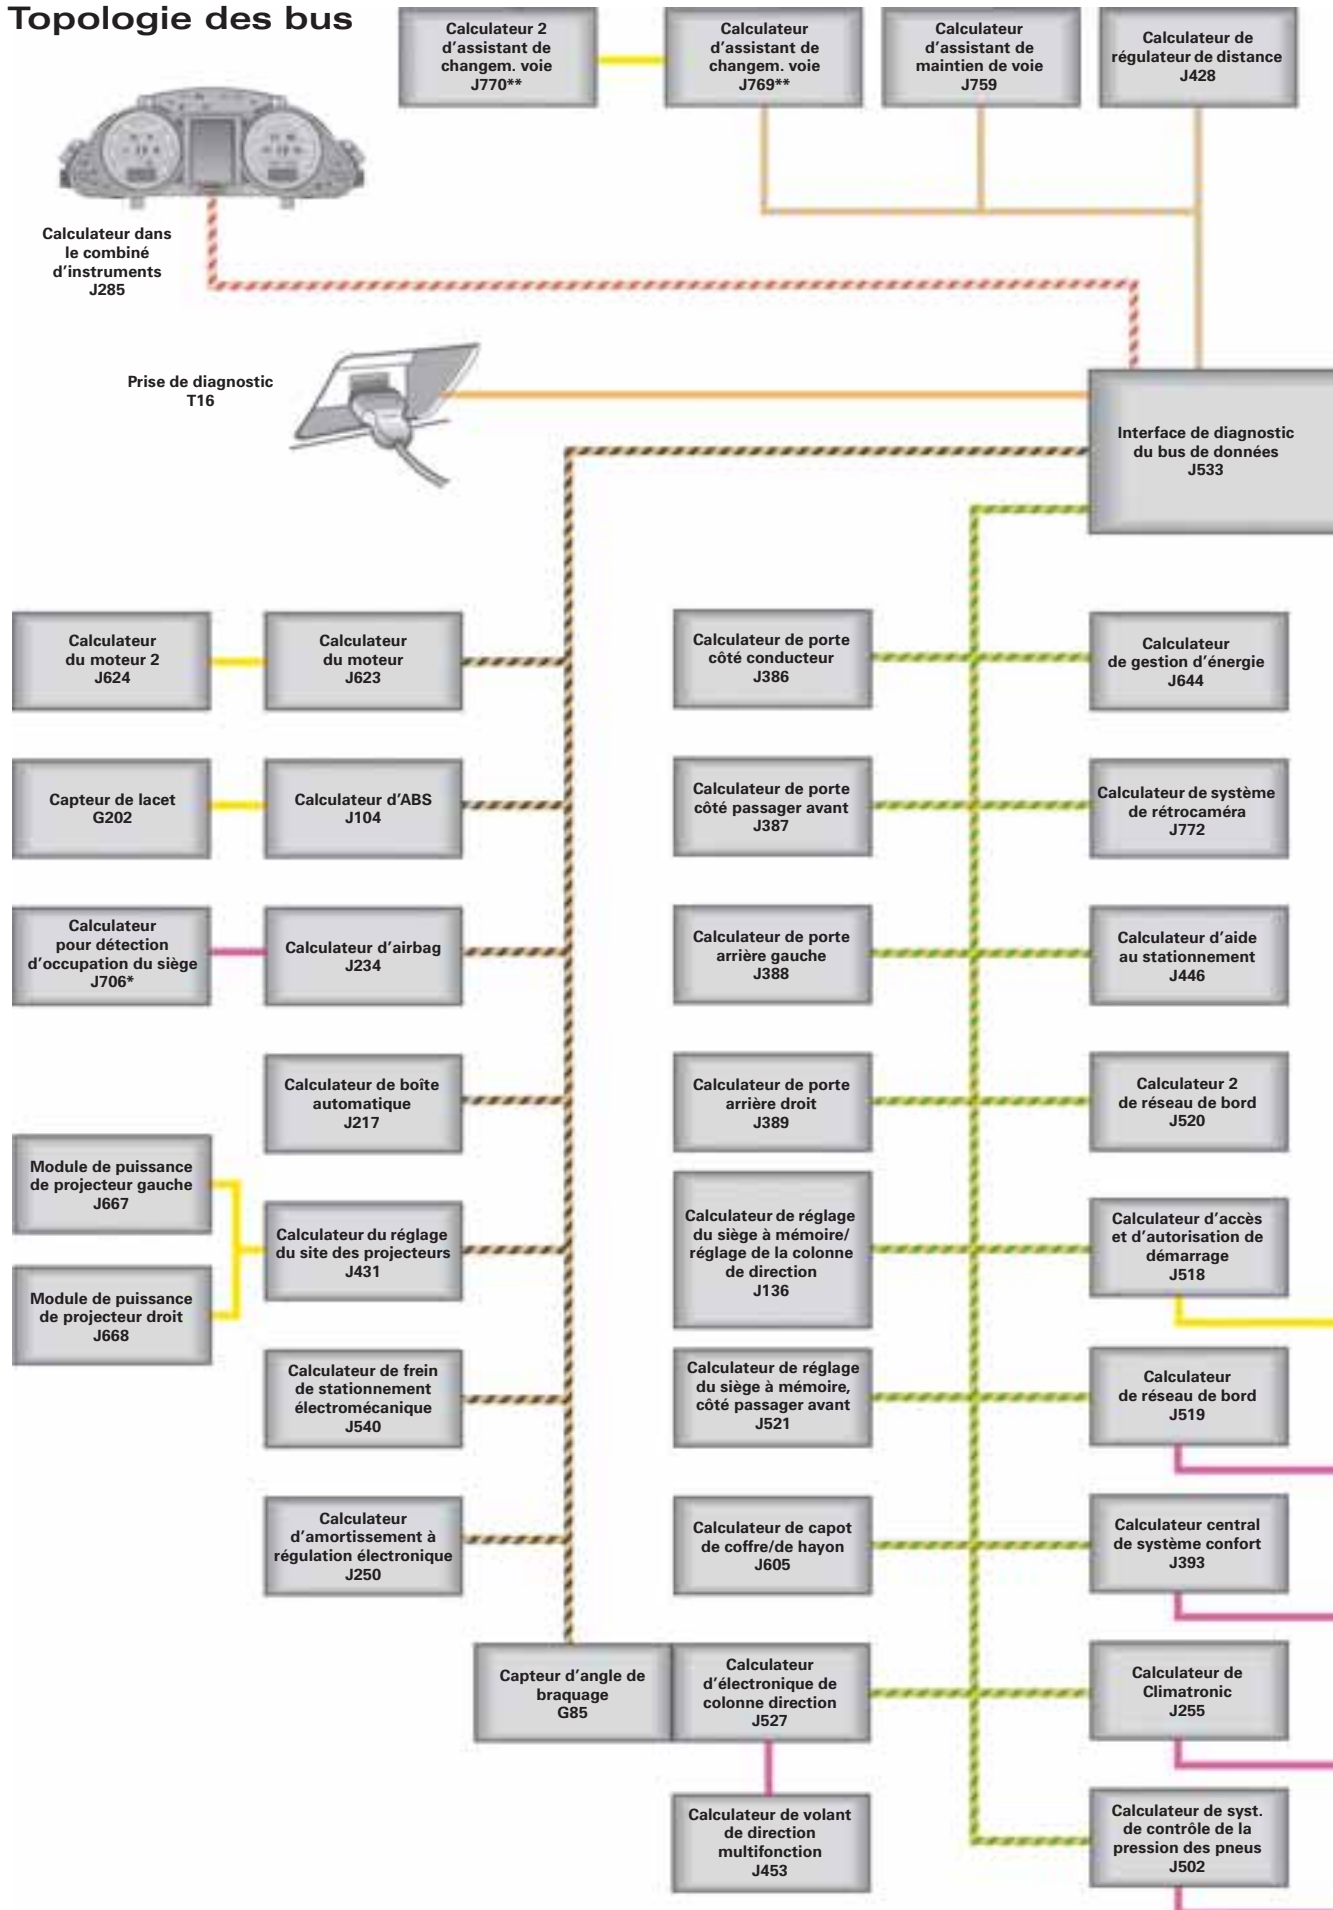 Topologie des bus
Calculateur 2
d'assistant de
changem. voie
J770**
Calculateur
d'assistant de
changem. voie
J769**
Calculateur
d'assistant de
maintien de voie
J759
Calculateur de
régulateur de distance
J428
Calculateur dans
le combiné
d'instruments
J285
Prise de diagnostic
T16
Interface de diagnostic
du bus de données
J533
Calculateur
du moteur 2
J624
Calculateur
du moteur
J623
Calculateur de porte
côté conducteur
J386
Calculateur
de gestion d'énergie
J644
Capteur de lacet
G202
Calculateur d'ABS
J104
Calculateur de porte
côté passager avant
J387
Calculateur de système
de rétrocaméra
J772
Calculateur
pour détection
d'occupation du siège
J706*
Calculateur d'airbag
J234
Calculateur de porte
arrière gauche
J388
Calculateur d'aide
au stationnement
J446
Calculateur de boîte
automatique
J217
Calculateur de porte
arrière droit
J389
Calculateur 2
de réseau de bord
J520
Module de puissance
de projecteur gauche
J667
Module de puissance
de projecteur droit
J668
Calculateur du réglage
du site des projecteurs
J431
Calculateur de réglage
du siège à mémoire/
réglage de la colonne
de direction
J136
Calculateur d'accès
et d'autorisation de
démarrage
J518
Calculateur de frein
de stationnement
électromécanique
J540
Calculateur de réglage
du siège à mémoire,
côté passager avant
J521
Calculateur
de réseau de bord
J519
Calculateur
d'amortissement à
régulation électronique
J250
Calculateur de capot
de coffre/de hayon
J605
Calculateur central
de système confort
J393
Capteur d'angle de
braquage
G85
Calculateur
d'électronique de
colonne direction
J527
Calculateur de
Climatronic
J255
Calculateur de volant
de direction
multifonction
J453
Calculateur de syst.
de contrôle de la
pression des pneus
J502